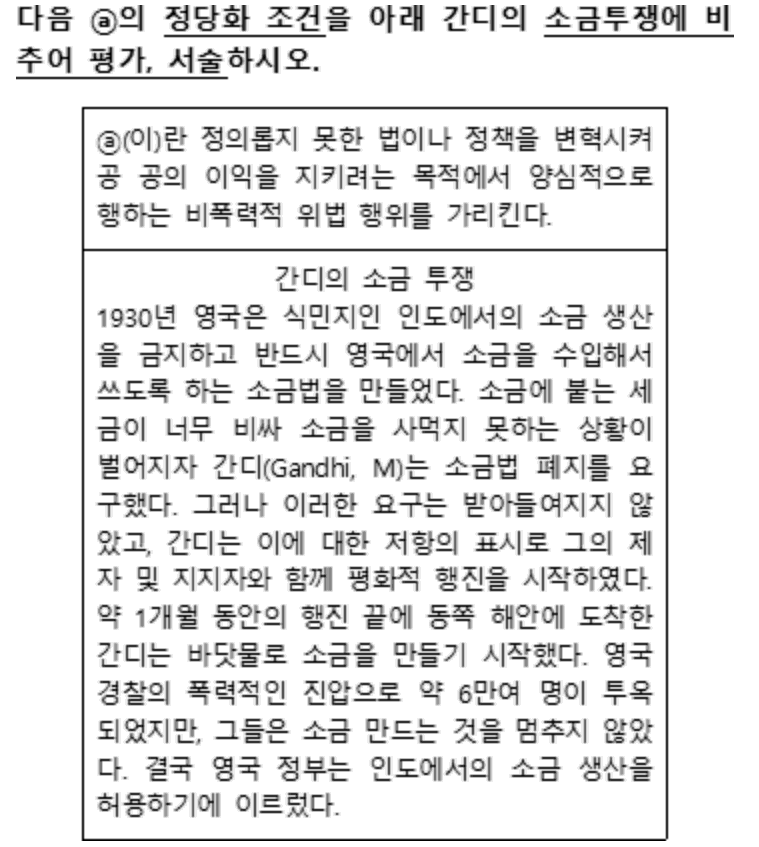 다음 ⓐ의 정당화 조건을 아래 간디의 소금투쟁에 비
추어 평가, 서술하시오.
ⓐ(이)란 정의롭지 못한 법이나 정책을 변혁시켜
공 공의 이익을 지키려는 목적에서 양심적으로
행하는 비폭력적 위법 행위를 가리킨다.
간디의 소금 투쟁
1930년 영국은 식민지인 인도에서의 소금 생산
을 금지하고 반드시 영국에서 소금을 수입해서
쓰도록 하는 소금법을 만들었다. 소금에 붙는 세
금이 너무 비싸 소금을 사먹지 못하는 상황이
벌어지자 간디(Gandhi, M)는 소금법 폐지를 요
구했다. 그러나 이러한 요구는 받아들여지지 않
았고, 간디는 이에 대한 저항의 표시로 그의 제
자 및 지지자와 함께 평화적 행진을 시작하였다.
약 1개월 동안의 행진 끝에 동쪽 해안에 도착한
간디는 바닷물로 소금을 만들기 시작했다. 영국
경찰의 폭력적인 진압으로 약 6만여 명이 투옥
되었지만, 그들은 소금 만드는 것을 멈추지 않았
다. 결국 영국 정부는 인도에서의 소금 생산을
허용하기에 이르렀다.